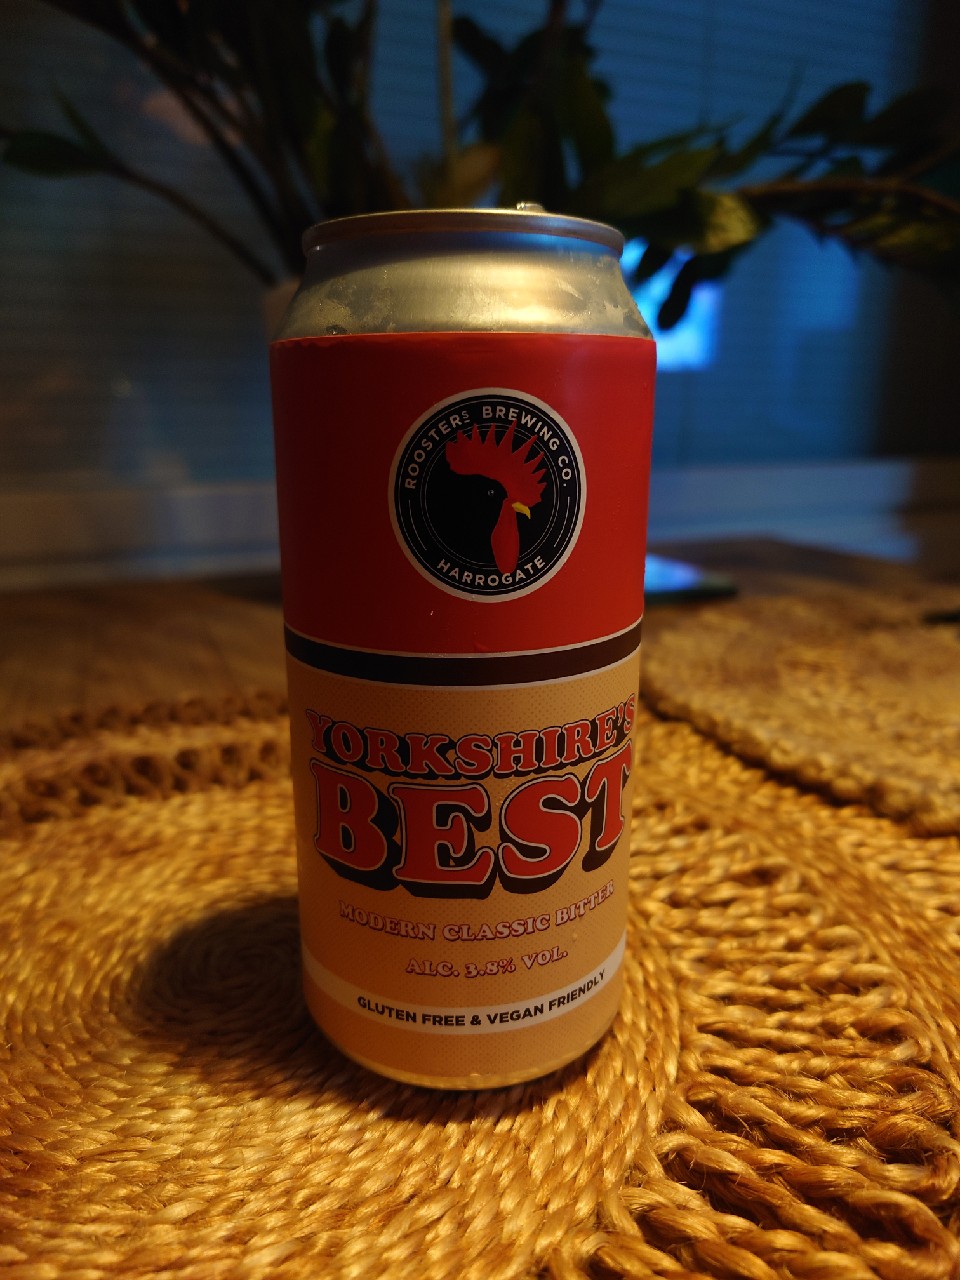 ROOSTERS BREWING CO.
HARROGATE
YORKSHIRE'S
BEST
MODERN CLASSIC BITTER
ALC. 3.8% VOL.
GLUTEN FREE & VEGAN FRIENDLY